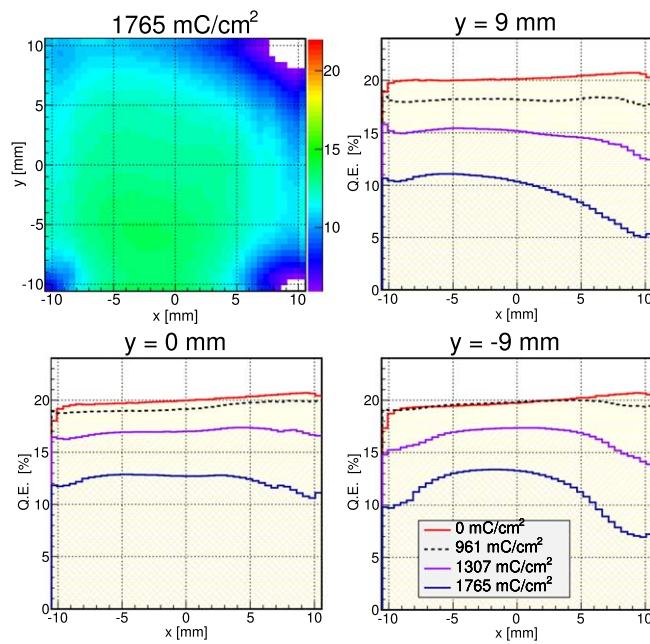 1765 mC/cm²
10
5
0
-5
-10
y [mm]
-10 -5 0 5 10
x [mm]
20
15
10
y = 9 mm
20
15
10
5
0
Q.E. [%]
-10 -5 0 5 10
x [mm]
y = 0 mm
20
15
10
5
0
Q.E. [%]
-10 -5 0 5 10
x [mm]
y = -9 mm
20
15
10
5
0
Q.E. [%]
0 mC/cm²
961 mC/cm²
1307 mC/cm²
1765 mC/cm²
-10 -5 0 5 10
x [mm]